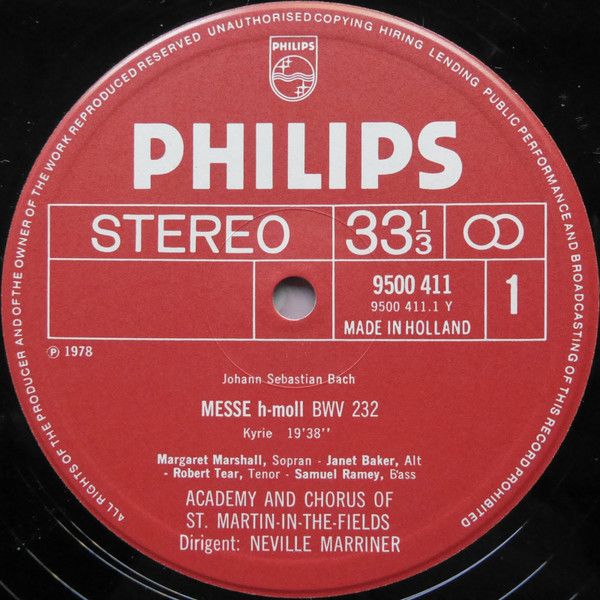 ALL RIGHTS OF THE PRODUCER AND OF THE OWNER OF THE WORK REPRODUCED RESERVED UNAUTHORISED COPYING HIRING LENDING PUBLIC PERFORMANCE AND BROADCASTING OF THIS RECORD PROHIBITED
PHILIPS
PHILIPS
STEREO 33 1/3
9500 411
9500 411.1 Y
MADE IN HOLLAND
1
℗ 1978
Johann Sebastian Bach
MESSE h-moll BWV 232
Kyrie 19'38''
Margaret Marshall, Sopran - Janet Baker, Alt
- Robert Tear, Tenor - Samuel Ramey, Bass
ACADEMY AND CHORUS OF
ST. MARTIN-IN-THE-FIELDS
Dirigent: NEVILLE MARRINER